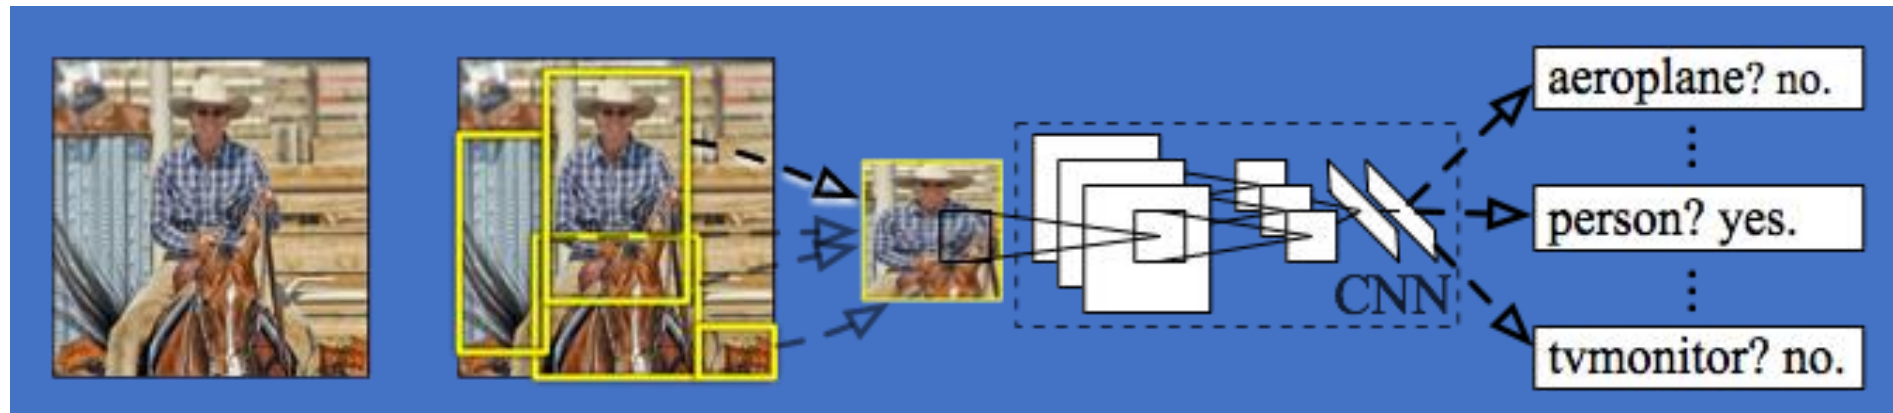 aeroplane? no.
person? yes.
CNN
tvmonitor? no.